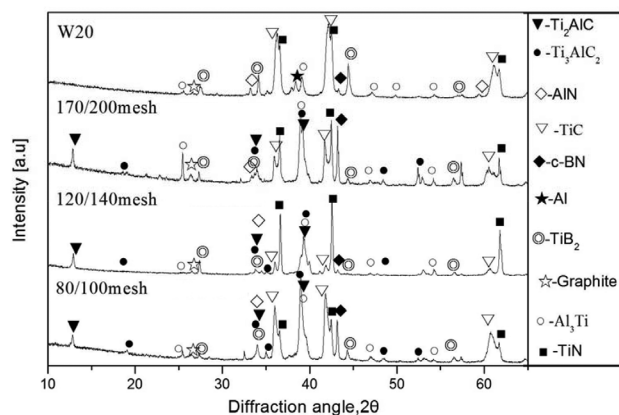 W20
170/200mesh
120/140mesh
80/100mesh
Intensity [a.u]
10 20 30 40 50 60
Diffraction angle,2θ
-Ti₂AlC
-Ti₃AlC₂
-AlN
-TiC
-c-BN
-Al
-TiB₂
-Graphite
-Al₃Ti
-TiN